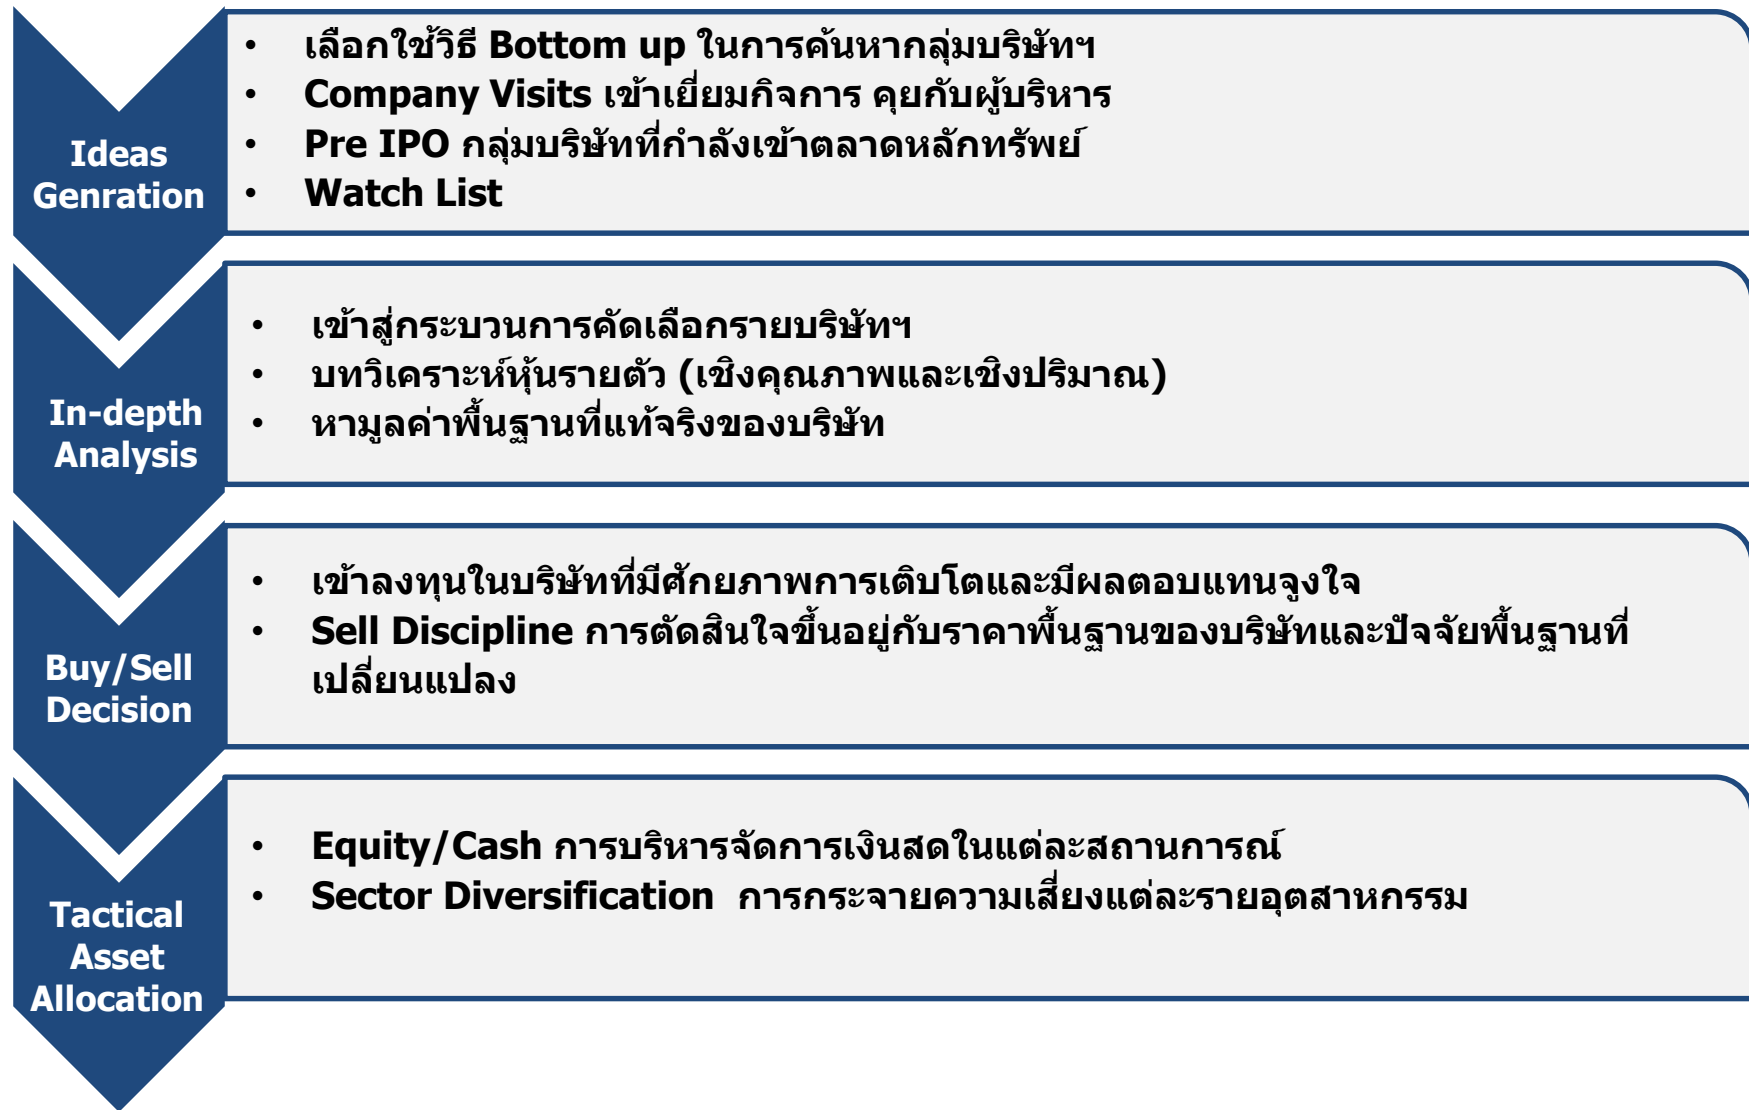 Ideas
Genration
• เลือกใช้วิธี Bottom up ในการค้นหากลุ่มบริษัทฯ
• Company Visits เข้าเยี่ยมกิจการ คุยกับผู้บริหาร
• Pre IPO กลุ่มบริษัทที่กำลังเข้าตลาดหลักทรัพย์
• Watch List
In-depth
Analysis
• เข้าสู่กระบวนการคัดเลือกรายบริษัทฯ
• บทวิเคราะห์หุ้นรายตัว (เชิงคุณภาพและเชิงปริมาณ)
• หามูลค่าพื้นฐานที่แท้จริงของบริษัท
Buy/Sell
Decision
• เข้าลงทุนในบริษัทที่มีศักยภาพการเติบโตและมีผลตอบแทนจูงใจ
• Sell Discipline การตัดสินใจขึ้นอยู่กับราคาพื้นฐานของบริษัทและปัจจัยพื้นฐานที่
เปลี่ยนแปลง
Tactical
Asset
Allocation
• Equity/Cash การบริหารจัดการเงินสดในแต่ละสถานการณ์
• Sector Diversification การกระจายความเสี่ยงแต่ละรายอุตสาหกรรม